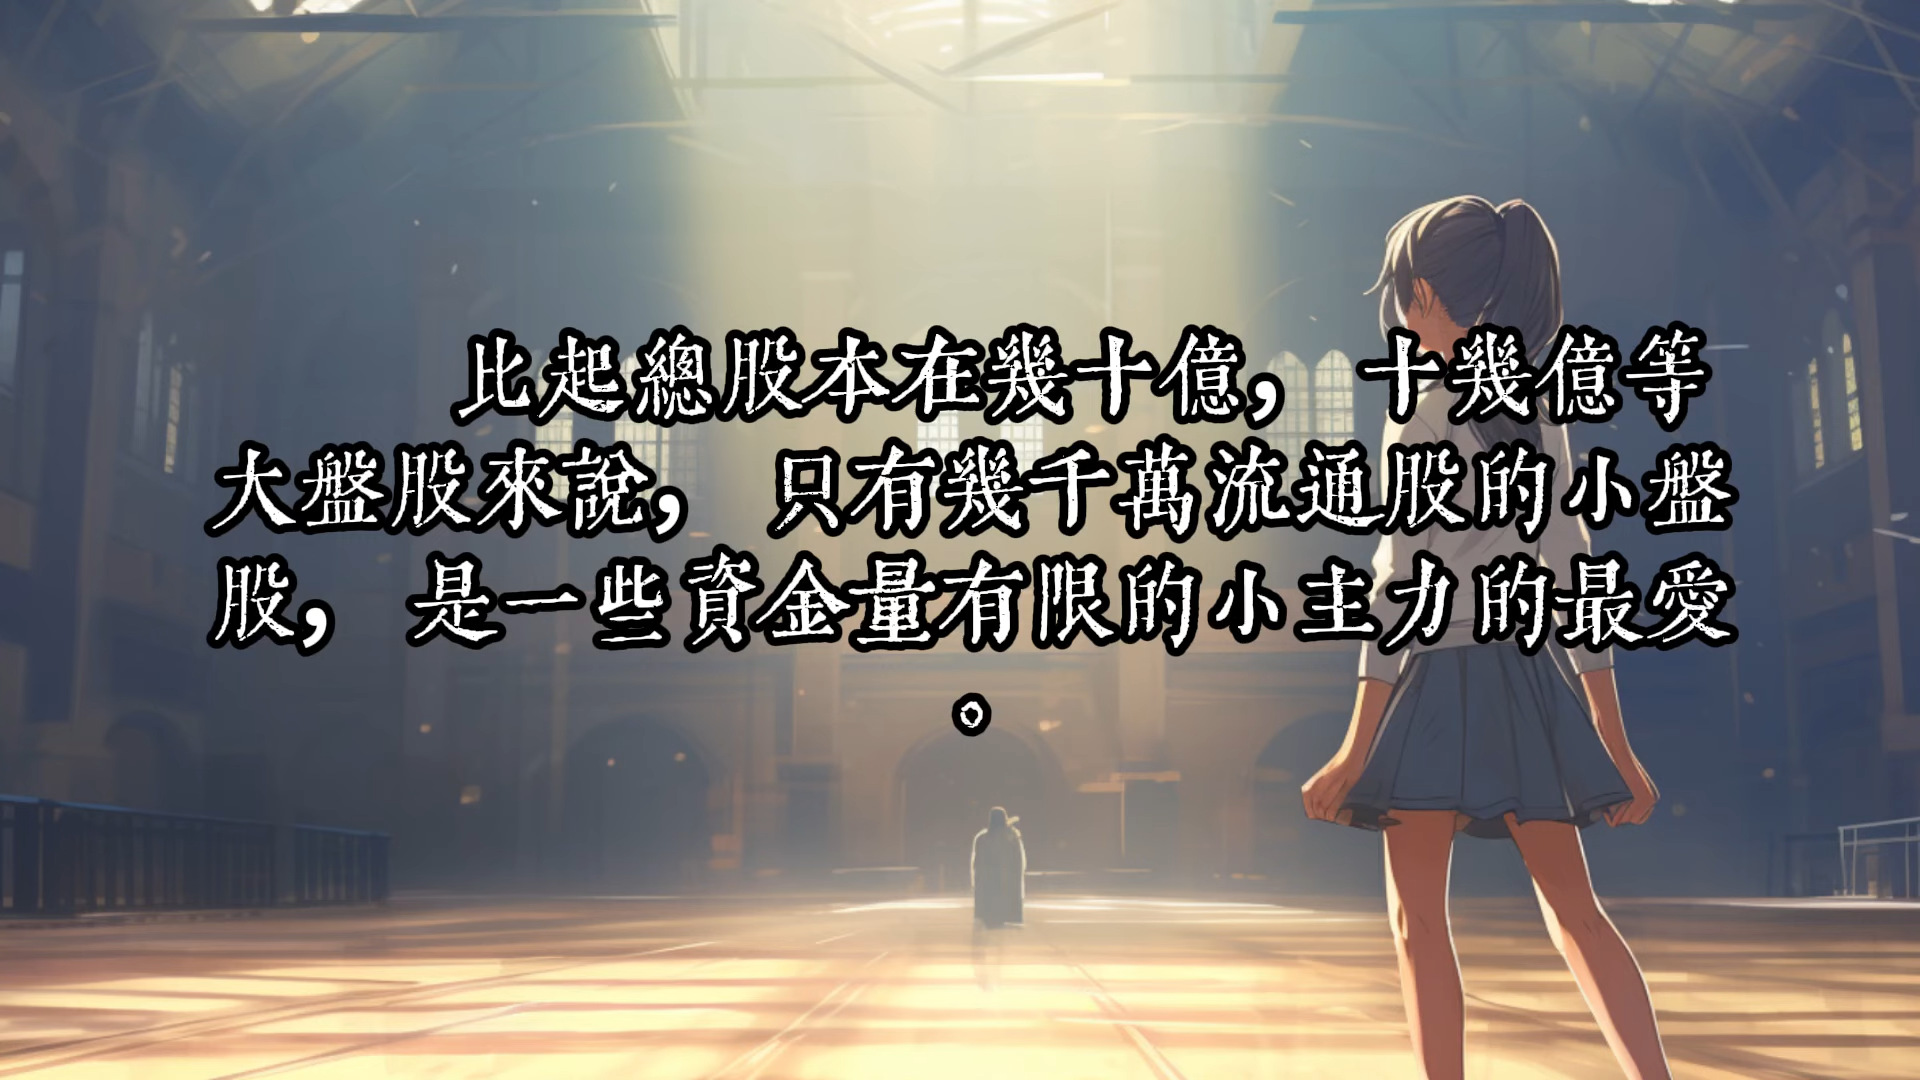 比起總股本在幾十億，十幾億等
大盤股來說，只有幾千萬流通股的小盤
股，是一些資金量有限的小主力的最愛
。